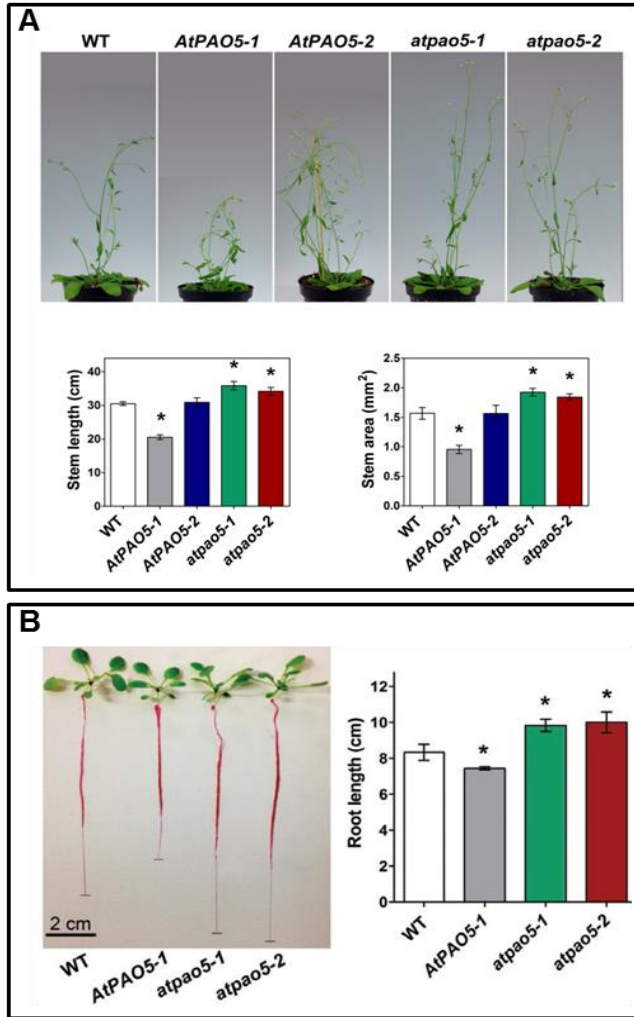 A
WT AtPAO5-1 AtPAO5-2 atpao5-1 atpao5-2
Stem length (cm)
40
30
20
10
0
*
*
*
WT
AtPAO5-1
AtPAO5-2
atpao5-1
atpao5-2
Stem area (mm2)
2.5
2.0
1.5
1.0
0.5
0.0
*
*
*
WT
AtPAO5-1
AtPAO5-2
atpao5-1
atpao5-2
B
2 cm
WT
AtPAO5-1
atpao5-1
atpao5-2
Root length (cm)
12
10
8
6
4
2
0
*
*
*
WT
AtPAO5-1
atpao5-1
atpao5-2